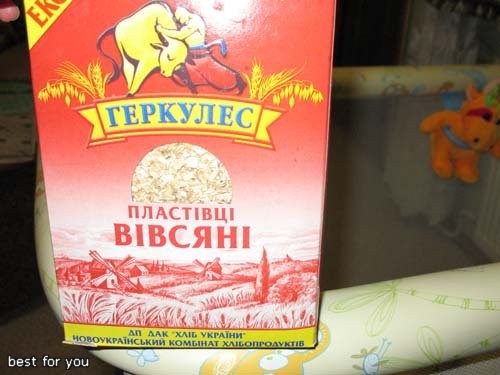 ГЕРКУЛЕС
ПЛАСТІВЦІ
ВІВСЯНІ
ДП ДАК "ХЛІБ УКРАЇНИ"
НОВОУКРАЇНСЬКИЙ КОМБІНАТ ХЛІБОПРОДУКТІВ
best for you